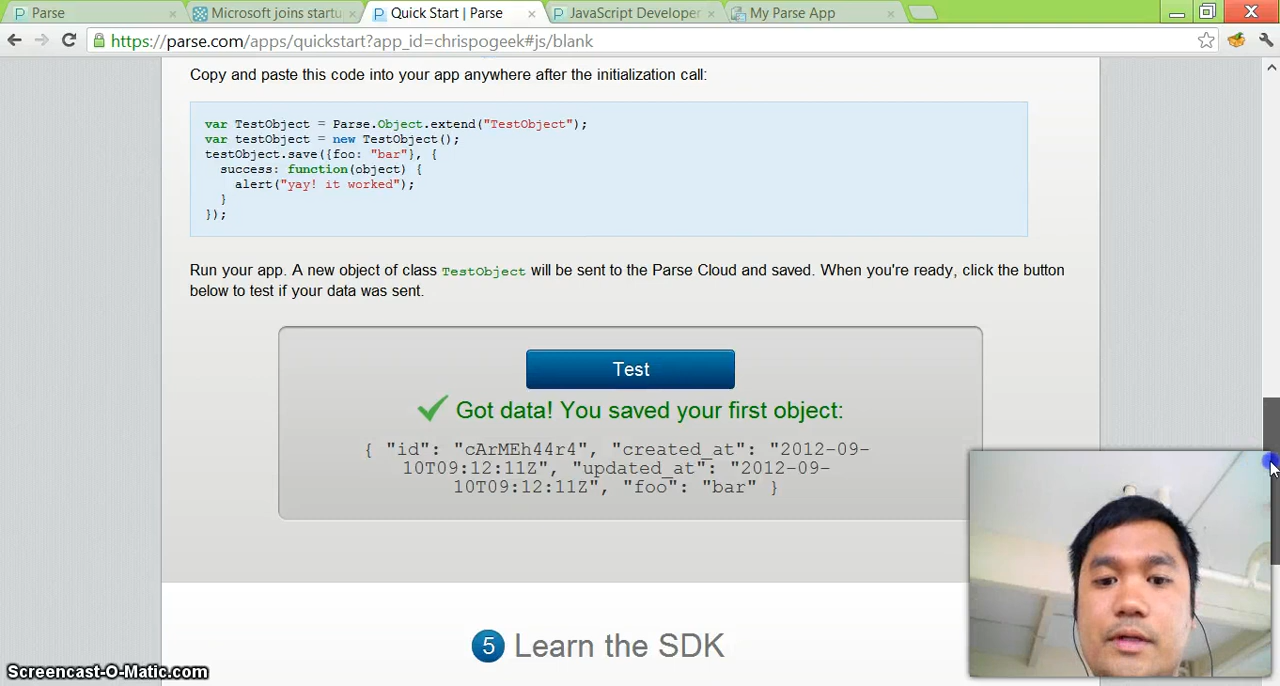 Parse
Microsoft joins startu
Quick Start | Parse
JavaScript Developer
My Parse App
https://parse.com/apps/quickstart?app_id=chrispogeek#js/blank
Copy and paste this code into your app anywhere after the initialization call:
var TestObject = Parse.Object.extend("TestObject");
var testObject = new TestObject();
testObject.save({foo: "bar"}, {
  success: function(object) {
    alert("yay! it worked");
  }
});
Run your app. A new object of class TestObject will be sent to the Parse Cloud and saved. When you're ready, click the button
below to test if your data was sent.
Test
Got data! You saved your first object:
{ "id": "cArMEh44r4", "created_at": "2012-09-
10T09:12:11Z", "updated_at": "2012-09-
10T09:12:11Z", "foo": "bar" }
5 Learn the SDK
Screencast-O-Matic.com